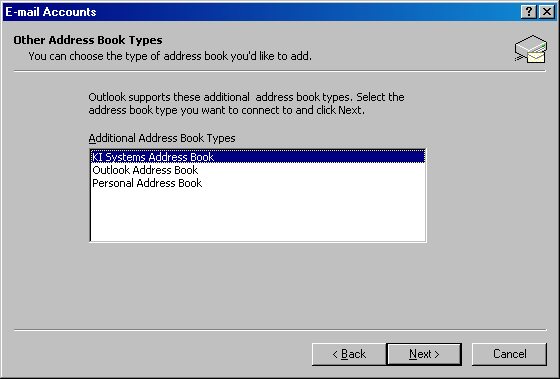 E-mail Accounts
Other Address Book Types
You can choose the type of address book you'd like to add.
Outlook supports these additional address book types. Select the
address book type you want to connect to and click Next.
Additional Address Book Types
KI Systems Address Book
Outlook Address Book
Personal Address Book
< Back
Next >
Cancel